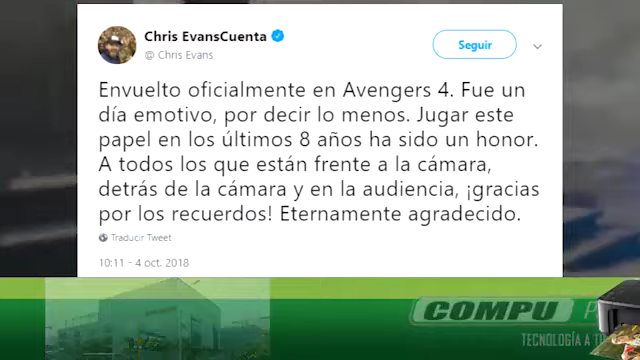 Chris EvansCuenta
@ Chris Evans
Seguir
Envuelto oficialmente en Avengers 4. Fue un
día emotivo, por decir lo menos. Jugar este
papel en los últimos 8 años ha sido un honor.
A todos los que están frente a la cámara,
detrás de la cámara y en la audiencia, ¡gracias
por los recuerdos! Eternamente agradecido.
Traducir Tweet
10:11 - 4 oct. 2018
COMPU
TECNOLOGÍA A